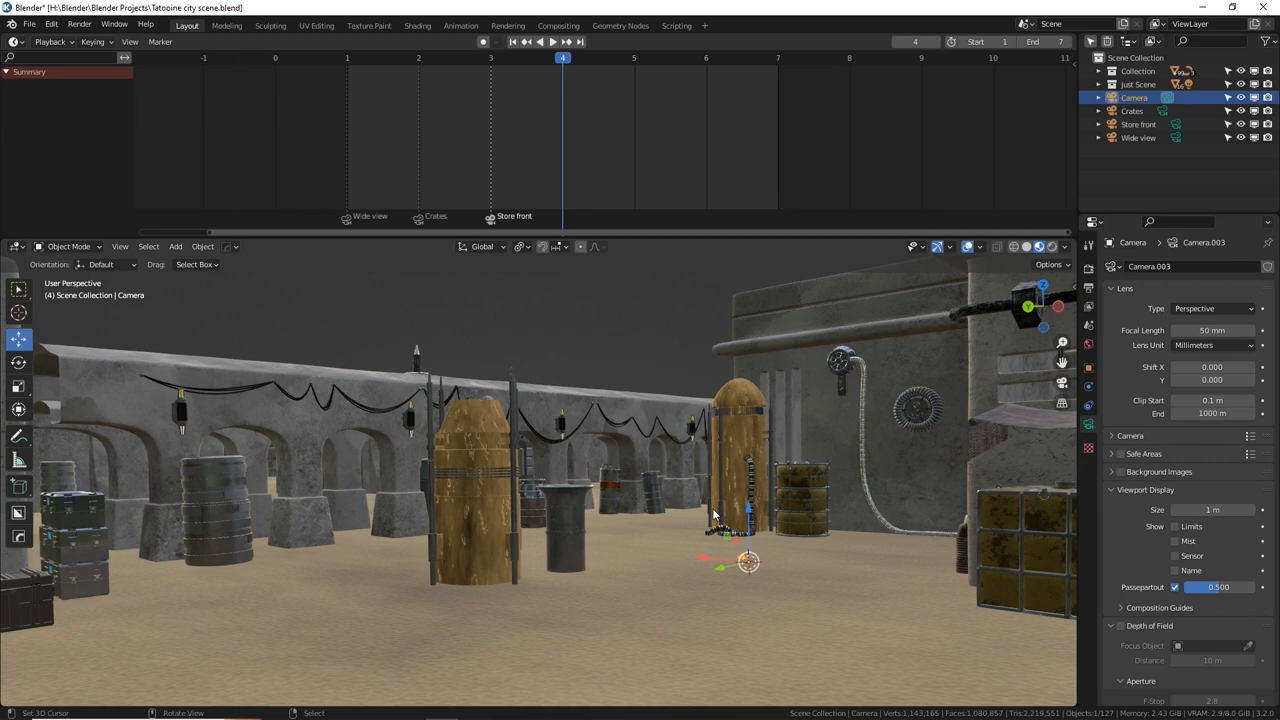 Blender* [H:\Blender\Blender Projects\Tatooine city scene.blend]
File Edit Render Window Help Layout Modeling Sculpting UV Editing Texture Paint Shading Animation Rendering Compositing Geometry Nodes Scripting + Scene ViewLayer
Playback Keying View Marker 4 Start 1 End 7
-1 0 1 2 3 4 5 6 7 8 9 10 11
Summary
Wide view Crates Store front
Scene Collection
Collection
Just Scene
Camera
Crates
Store front
Wide view
Object Mode View Select Add Object Global
Orientation: Default Drag: Select Box Options
User Perspective
(4) Scene Collection | Camera
Z
Y
Camera > Camera.003
Camera.003
Lens
Type Perspective
Focal Length 50 mm
Lens Unit Millimeters
Shift X 0.000
Y 0.000
Clip Start 0.1 m
End 1000 m
Camera
Safe Areas
Background Images
Viewport Display
Size 1 m
Show Limits
Mist
Sensor
Name
Passepartout 0.500
Composition Guides
Depth of Field
Focus Object
Distance 10 m
Aperture
F-Stop 2.8
Set 3D Cursor Rotate View Select Scene Collection | Camera | Verts:1,143,165 | Faces:1,080,857 | Tris:2,219,551 | Objects:1/127 | Memory: 2.43 GiB | VRAM: 2.9/8.0 GiB | 3.2.0